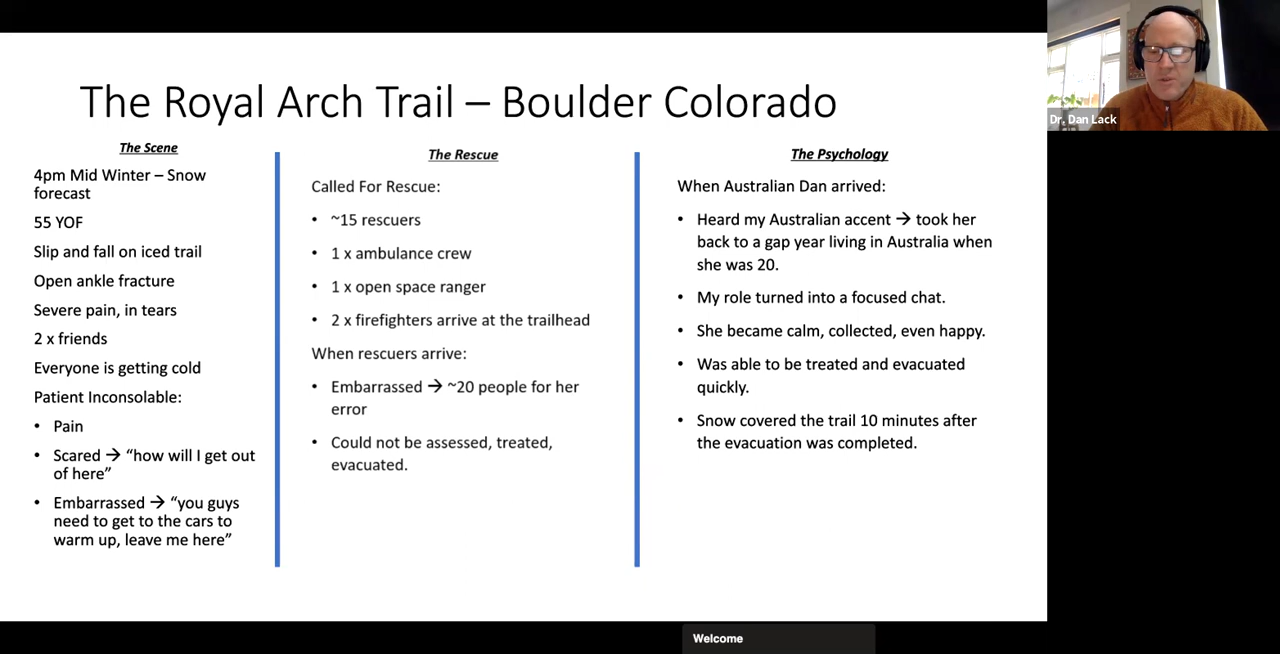 The Royal Arch Trail – Boulder Colorado
The Scene
4pm Mid Winter – Snow
forecast
55 YOF
Slip and fall on iced trail
Open ankle fracture
Severe pain, in tears
2 x friends
Everyone is getting cold
Patient Inconsolable:
• Pain
• Scared → “how will I get out
of here”
• Embarrassed → “you guys
need to get to the cars to
warm up, leave me here”
The Rescue
Called For Rescue:
• ~15 rescuers
• 1 x ambulance crew
• 1 x open space ranger
• 2 x firefighters arrive at the trailhead
When rescuers arrive:
• Embarrassed → ~20 people for her
error
• Could not be assessed, treated,
evacuated.
The Psychology
When Australian Dan arrived:
• Heard my Australian accent → took her
back to a gap year living in Australia when
she was 20.
• My role turned into a focused chat.
• She became calm, collected, even happy.
• Was able to be treated and evacuated
quickly.
• Snow covered the trail 10 minutes after
the evacuation was completed.
Dr. Dan Lack
Welcome